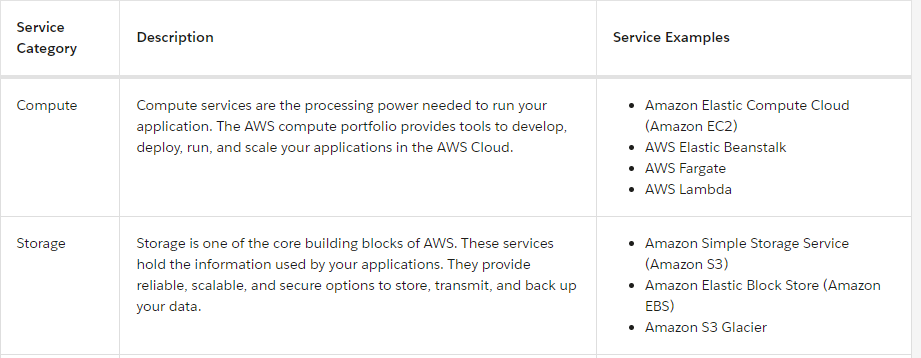 Service
Category
Description
Service Examples
Compute
Compute services are the processing power needed to run your
application. The AWS compute portfolio provides tools to develop,
deploy, run, and scale your applications in the AWS Cloud.
• Amazon Elastic Compute Cloud
(Amazon EC2)
• AWS Elastic Beanstalk
• AWS Fargate
• AWS Lambda
Storage
Storage is one of the core building blocks of AWS. These services
hold the information used by your applications. They provide
reliable, scalable, and secure options to store, transmit, and back up
your data.
• Amazon Simple Storage Service
(Amazon S3)
• Amazon Elastic Block Store (Amazon
EBS)
• Amazon S3 Glacier